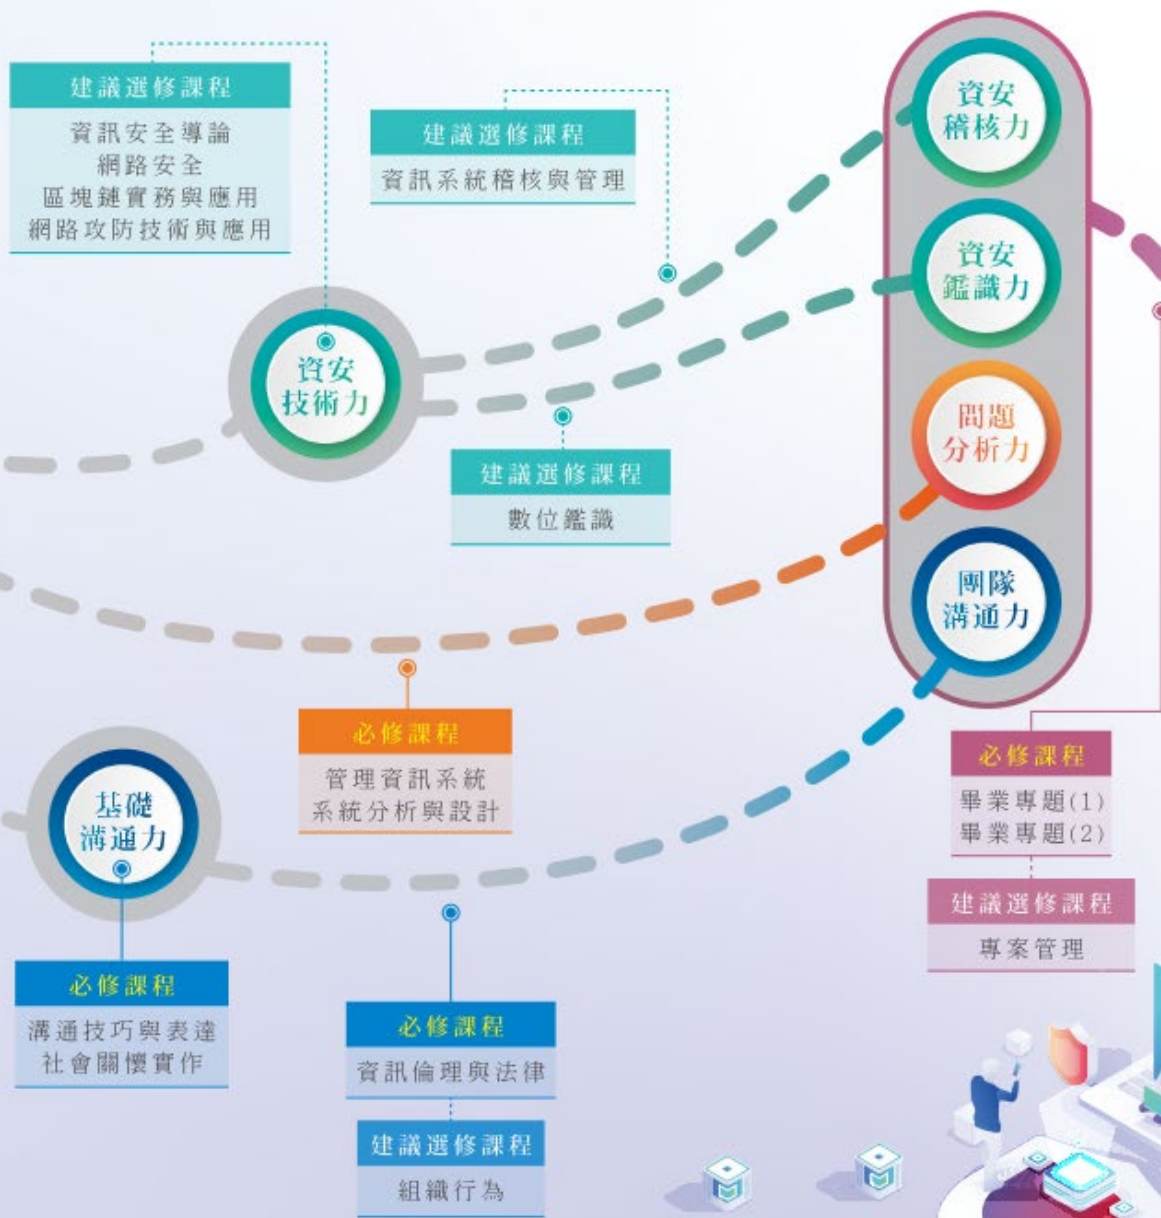 建議選修課程
資訊安全導論
網路安全
區塊鏈實務與應用
網路攻防技術與應用
建議選修課程
資訊系統稽核與管理
資安
稽核力
資安
鑑識力
資安
技術力
問題
分析力
建議選修課程
數位鑑識
團隊
溝通力
必修課程
管理資訊系統
系統分析與設計
基礎
溝通力
必修課程
畢業專題(1)
畢業專題(2)
建議選修課程
專案管理
必修課程
溝通技巧與表達
社會關懷實作
必修課程
資訊倫理與法律
建議選修課程
組織行為